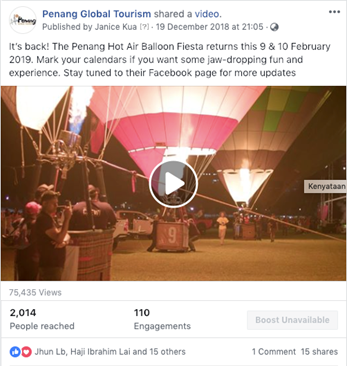 Penang Global Tourism shared a video.
Published by Janice Kua [?] · 19 December 2018 at 21:05 ·
It's back! The Penang Hot Air Balloon Fiesta returns this 9 & 10 February
2019. Mark your calendars if you want some jaw-dropping fun and
experience. Stay tuned to their Facebook page for more updates
9
Kenyataan
75,435 Views
2,014
110
Boost Unavailable
People reached
Engagements
Jhun Lb, Haji Ibrahim Lai and 15 others
1 Comment 15 shares